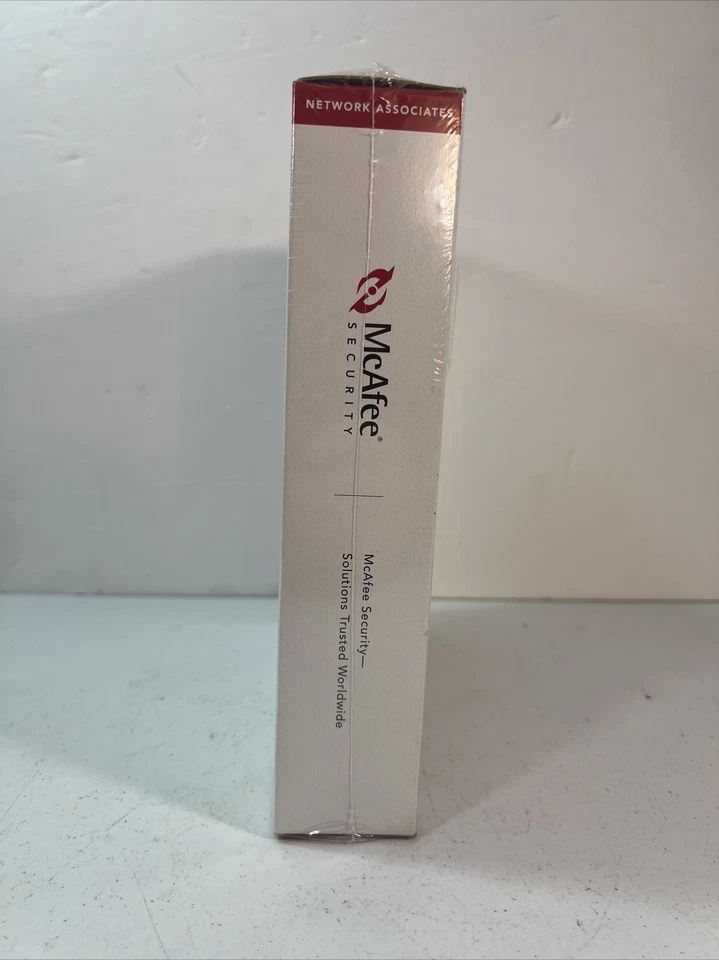 NETWORK ASSOCIATES
McAfee®
SECURITY
McAfee Security—
Solutions Trusted Worldwide